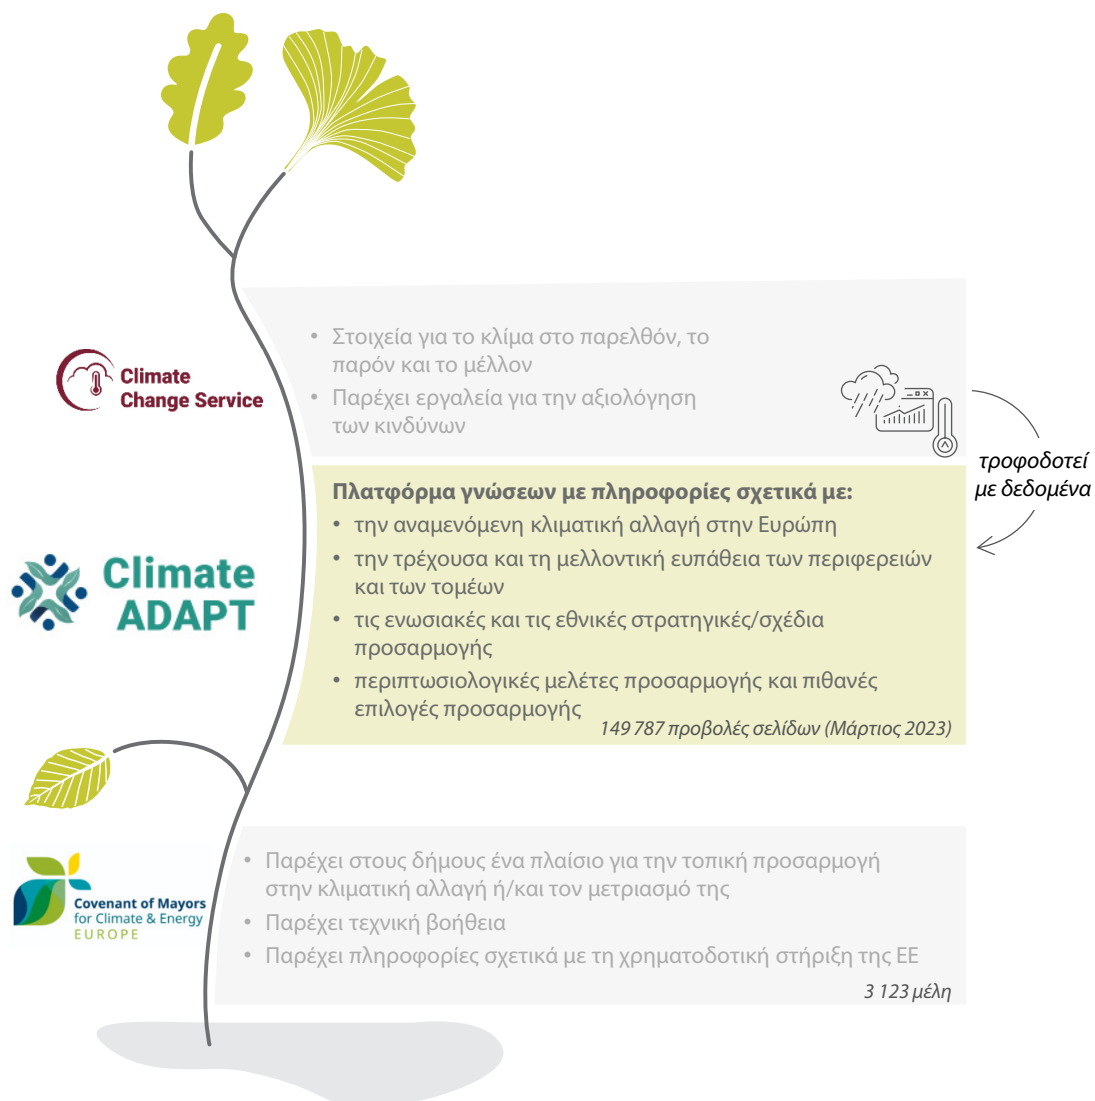 • Στοιχεία για το κλίμα στο παρελθόν, το
παρόν και το μέλλον
• Παρέχει εργαλεία για την αξιολόγηση
των κινδύνων
Climate
Change Service
τροφοδοτεί
με δεδομένα
Πλατφόρμα γνώσεων με πληροφορίες σχετικά με:
• την αναμενόμενη κλιματική αλλαγή στην Ευρώπη
• την τρέχουσα και τη μελλοντική ευπάθεια των περιφερειών
και των τομέων
• τις ενωσιακές και τις εθνικές στρατηγικές/σχέδια
προσαρμογής
• περιπτωσιολογικές μελέτες προσαρμογής και πιθανές
επιλογές προσαρμογής
149 787 προβολές σελίδων (Μάρτιος 2023)
Climate
ADAPT
• Παρέχει στους δήμους ένα πλαίσιο για την τοπική προσαρμογή
στην κλιματική αλλαγή ή/και τον μετριασμό της
• Παρέχει τεχνική βοήθεια
• Παρέχει πληροφορίες σχετικά με τη χρηματοδοτική στήριξη της ΕΕ
3 123 μέλη
Covenant of Mayors
for Climate & Energy
EUROPE